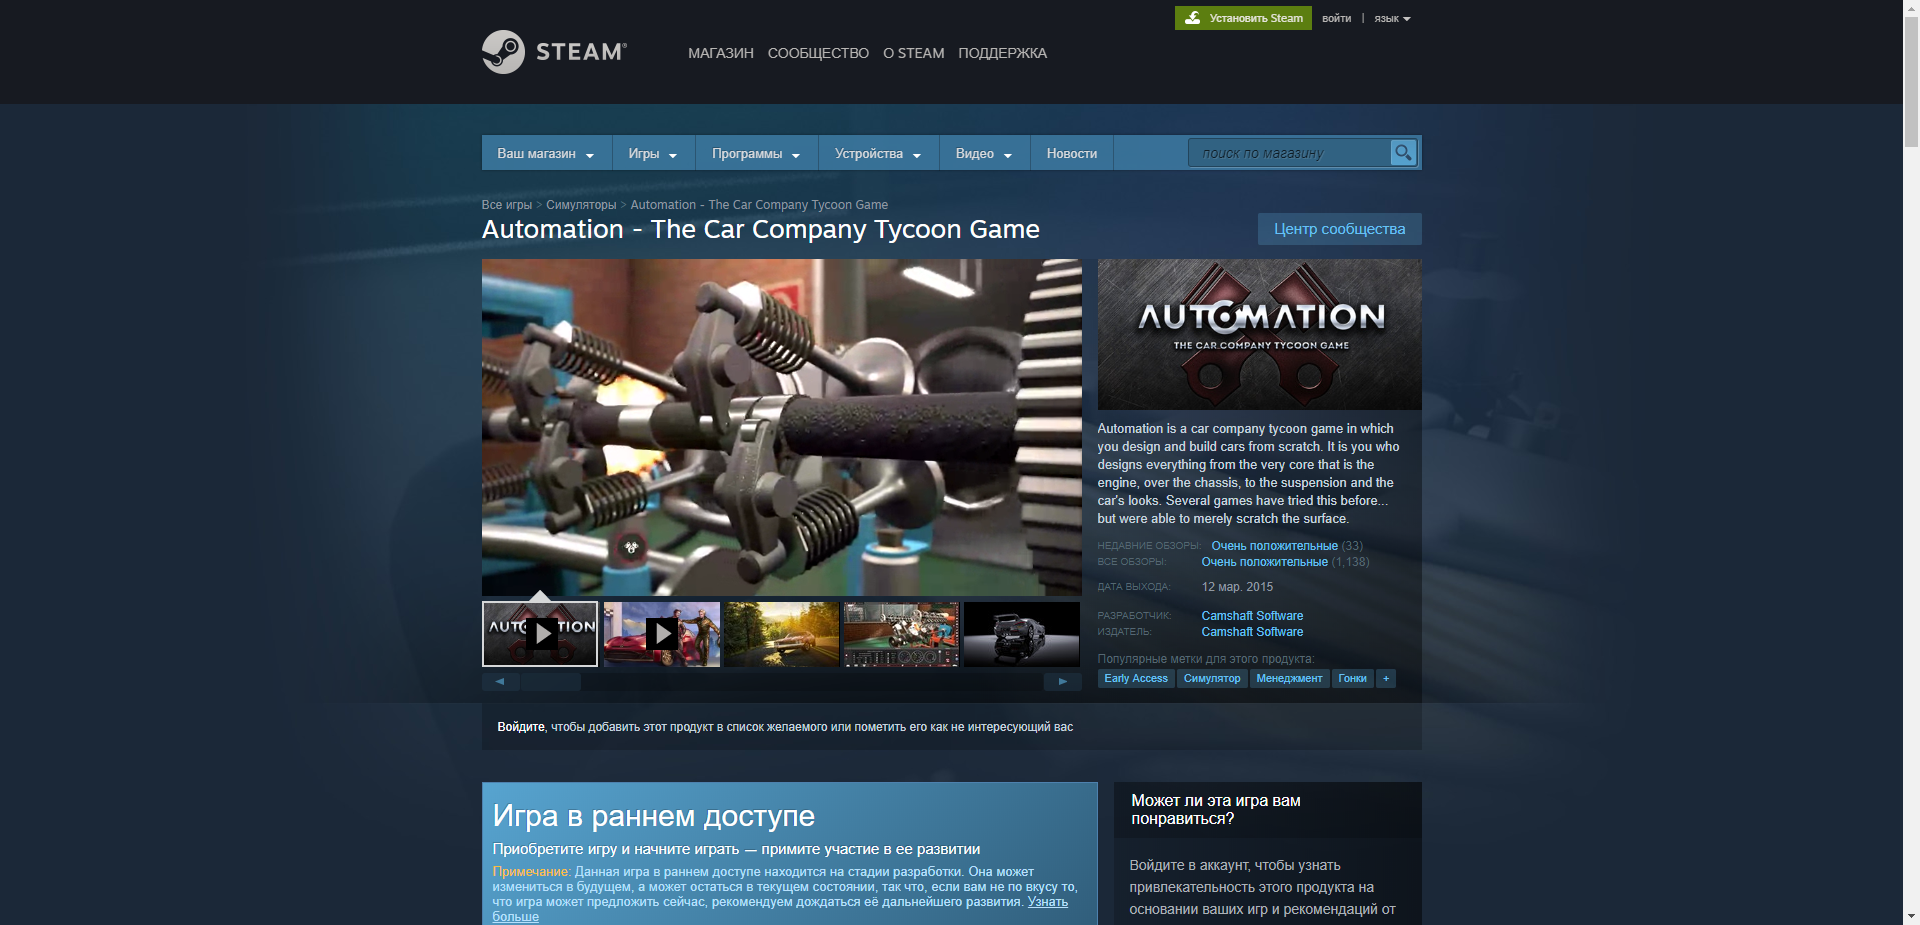 Установить Steam
войти | язык
STEAM®
МАГАЗИН СООБЩЕСТВО О STEAM ПОДДЕРЖКА
Ваш магазин Игры Программы Устройства Видео Новости
поиск по магазину
Все игры > Симуляторы > Automation - The Car Company Tycoon Game
Automation - The Car Company Tycoon Game
Центр сообщества
AUTOMATION
THE CAR COMPANY TYCOON GAME
Automation is a car company tycoon game in which
you design and build cars from scratch. It is you who
designs everything from the very core that is the
engine, over the chassis, to the suspension and the
car's looks. Several games have tried this before...
but were able to merely scratch the surface.
НЕДАВНИЕ ОБЗОРЫ: Очень положительные (33)
ВСЕ ОБЗОРЫ: Очень положительные (1,138)
ДАТА ВЫХОДА: 12 мар. 2015
РАЗРАБОТЧИК: Camshaft Software
ИЗДАТЕЛЬ: Camshaft Software
Популярные метки для этого продукта:
Early Access Симулятор Менеджмент Гонки +
Войдите, чтобы добавить этот продукт в список желаемого или пометить его как не интересующий вас
Игра в раннем доступе
Приобретите игру и начните играть — примите участие в ее развитии
Примечание: Данная игра в раннем доступе находится на стадии разработки. Она может
измениться в будущем, а может остаться в текущем состоянии, так что, если вам не по вкусу то,
что игра может предложить сейчас, рекомендуем дождаться её дальнейшего развития. Узнать
больше
Может ли эта игра вам
понравиться?
Войдите в аккаунт, чтобы узнать
привлекательность этого продукта на
основании ваших игр и рекомендаций от